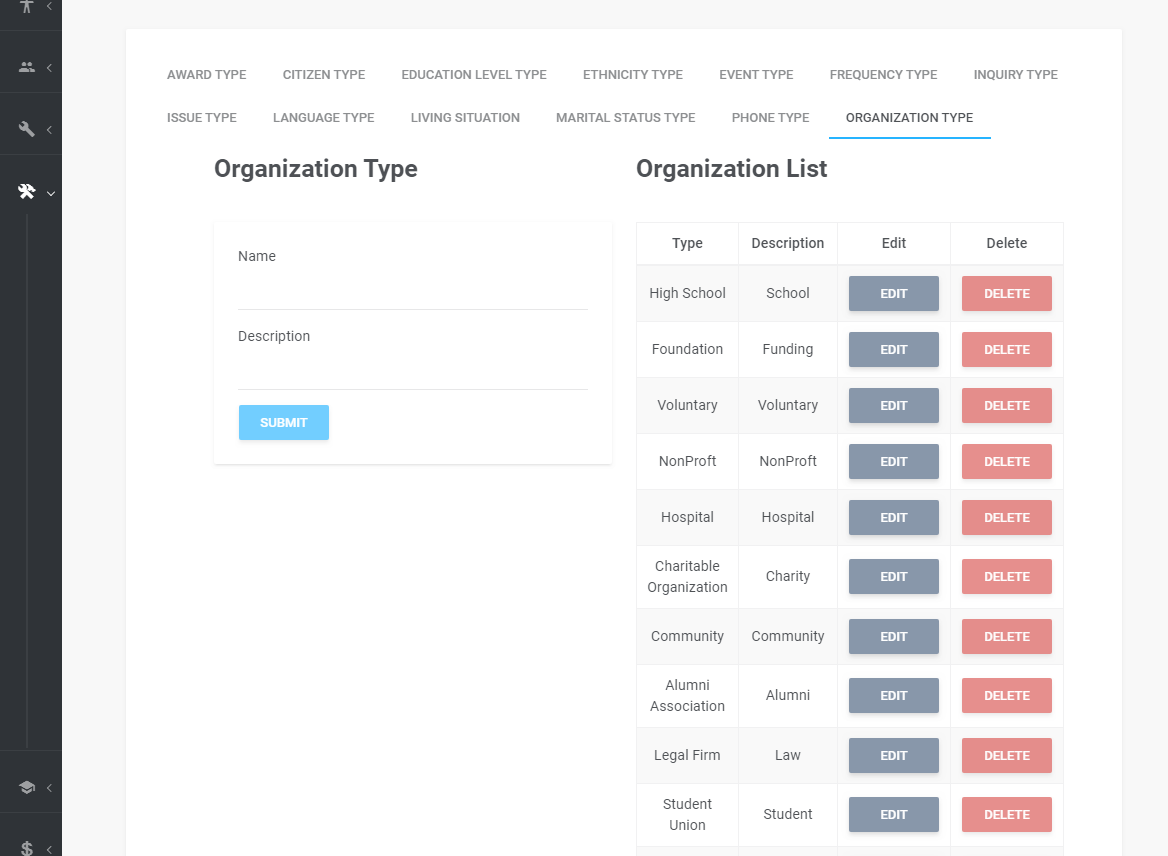 AWARD TYPE CITIZEN TYPE EDUCATION LEVEL TYPE ETHNICITY TYPE EVENT TYPE FREQUENCY TYPE INQUIRY TYPE
ISSUE TYPE LANGUAGE TYPE LIVING SITUATION MARITAL STATUS TYPE PHONE TYPE ORGANIZATION TYPE
Organization Type
Name
Description
SUBMIT
Organization List
Type Description Edit Delete
High School School EDIT DELETE
Foundation Funding EDIT DELETE
Voluntary Voluntary EDIT DELETE
NonProft NonProft EDIT DELETE
Hospital Hospital EDIT DELETE
Charitable
Organization Charity EDIT DELETE
Community Community EDIT DELETE
Alumni
Association Alumni EDIT DELETE
Legal Firm Law EDIT DELETE
Student
Union Student EDIT DELETE